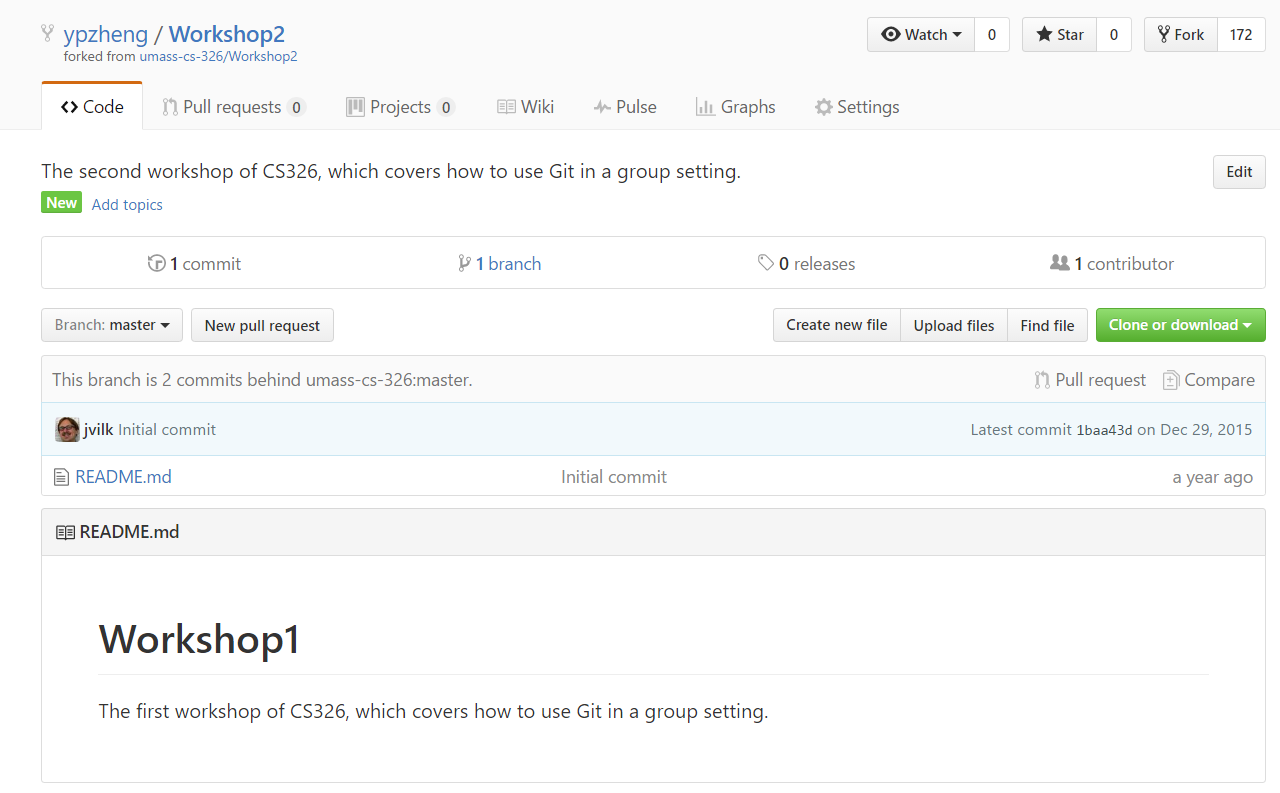 ypzheng / Workshop2
forked from umass-cs-326/Workshop2
Watch 0 Star 0 Fork 172
Code Pull requests 0 Projects 0 Wiki Pulse Graphs Settings
The second workshop of CS326, which covers how to use Git in a group setting. Edit
New Add topics
1 commit 1 branch 0 releases 1 contributor
Branch: master New pull request Create new file Upload files Find file Clone or download
This branch is 2 commits behind umass-cs-326:master. Pull request Compare
jvilk Initial commit Latest commit 1baa43d on Dec 29, 2015
README.md Initial commit a year ago
README.md
Workshop1
The first workshop of CS326, which covers how to use Git in a group setting.